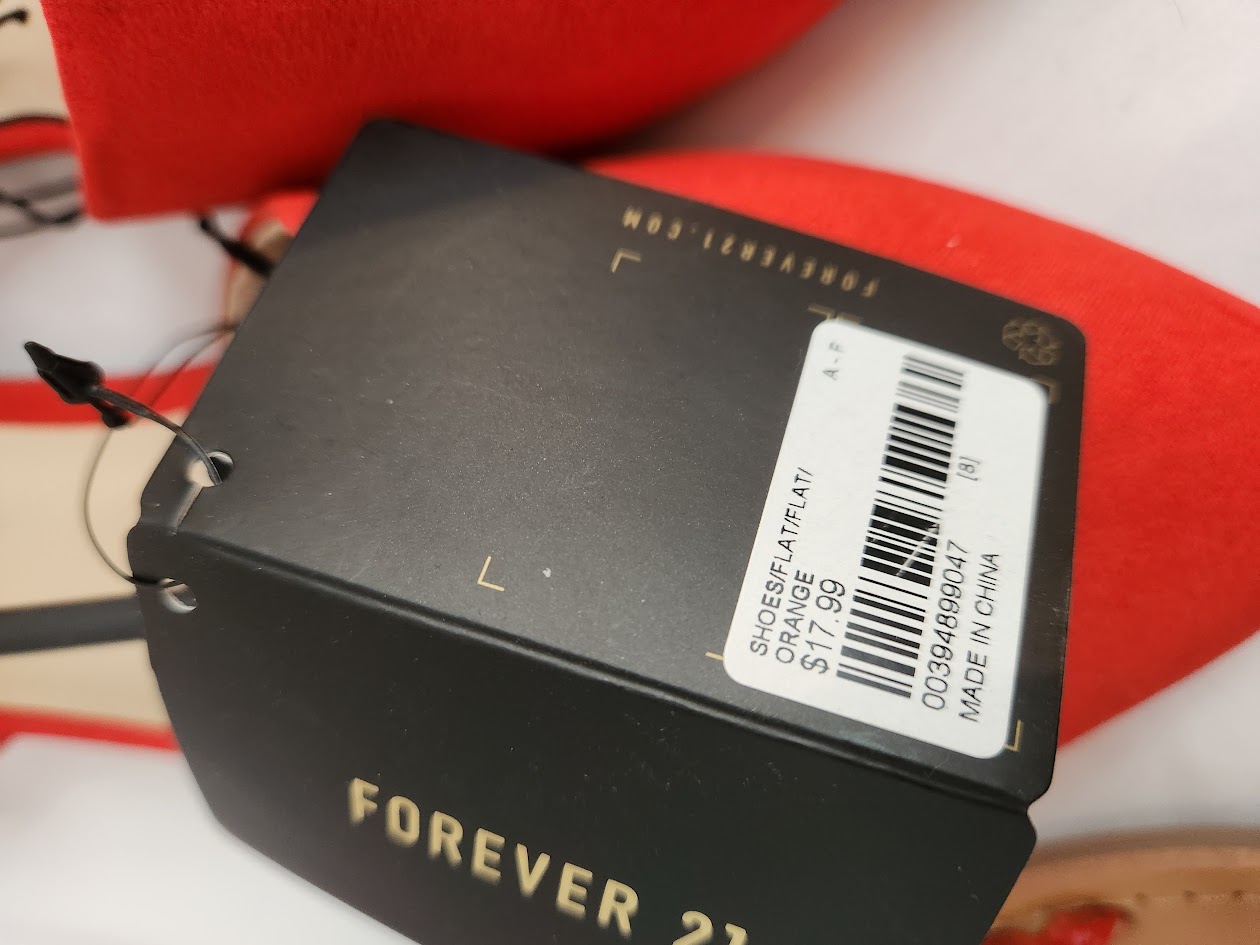 FOREVER21.COM
A - F
SHOES/FLAT/FLAT/
ORANGE
$17.99
[8]
00394899047
MADE IN CHINA
FOREVER 21